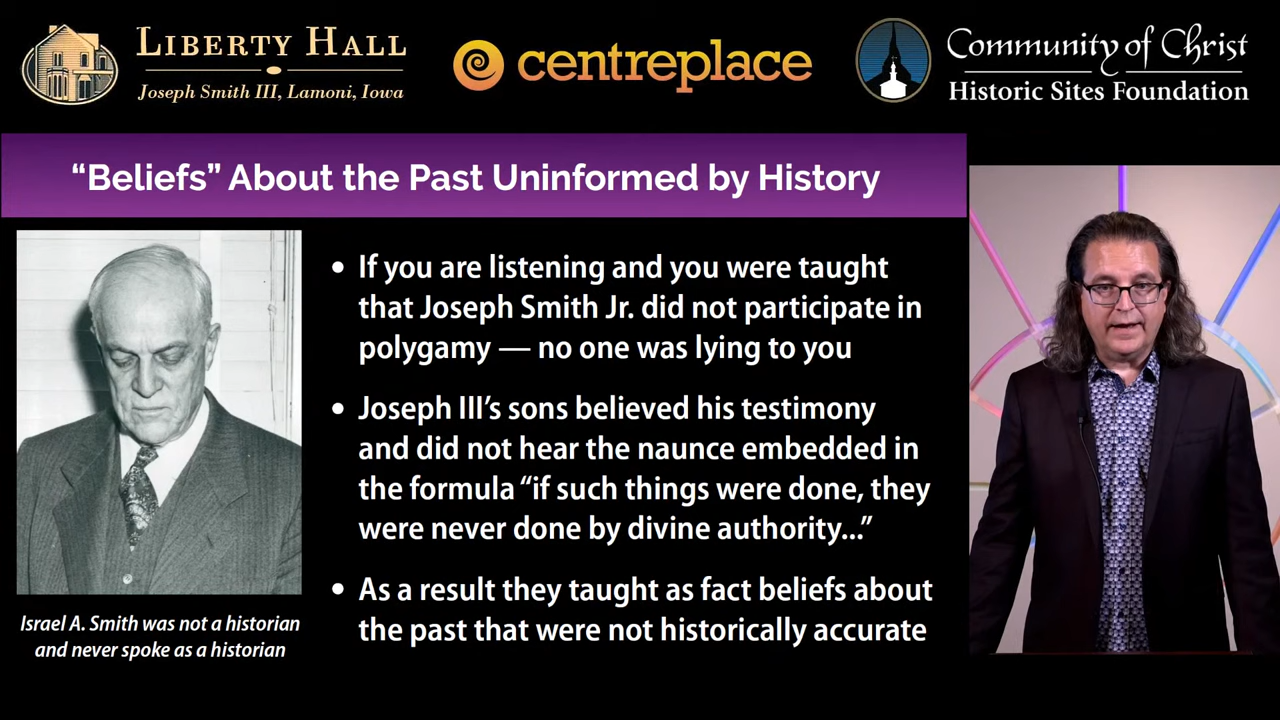 LIBERTY HALL
Joseph Smith III, Lamoni, Iowa
centreplace
Community of Christ
Historic Sites Foundation
“Beliefs” About the Past Uninformed by History
• If you are listening and you were taught
that Joseph Smith Jr. did not participate in
polygamy — no one was lying to you
• Joseph III’s sons believed his testimony
and did not hear the naunce embedded in
the formula “if such things were done, they
were never done by divine authority...”
• As a result they taught as fact beliefs about
the past that were not historically accurate
Israel A. Smith was not a historian
and never spoke as a historian